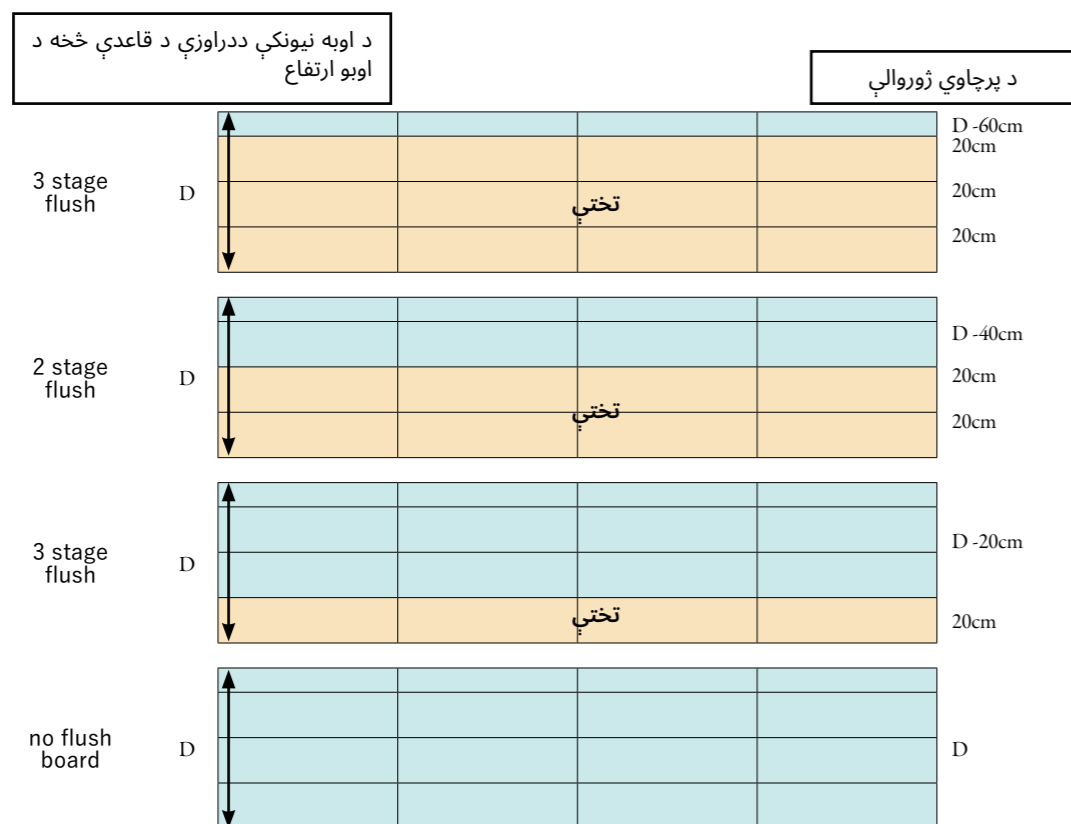 د اوبه نیونکې ددراوزې د قاعدې څخه د
اوبو ارتفاع
د پرچاوي ژوروالې
3 stage
flush
D
تختې
D -60cm
20cm
20cm
20cm
2 stage
flush
D
تختې
D -40cm
20cm
20cm
3 stage
flush
D
تختې
D -20cm
20cm
no flush
board
D
D